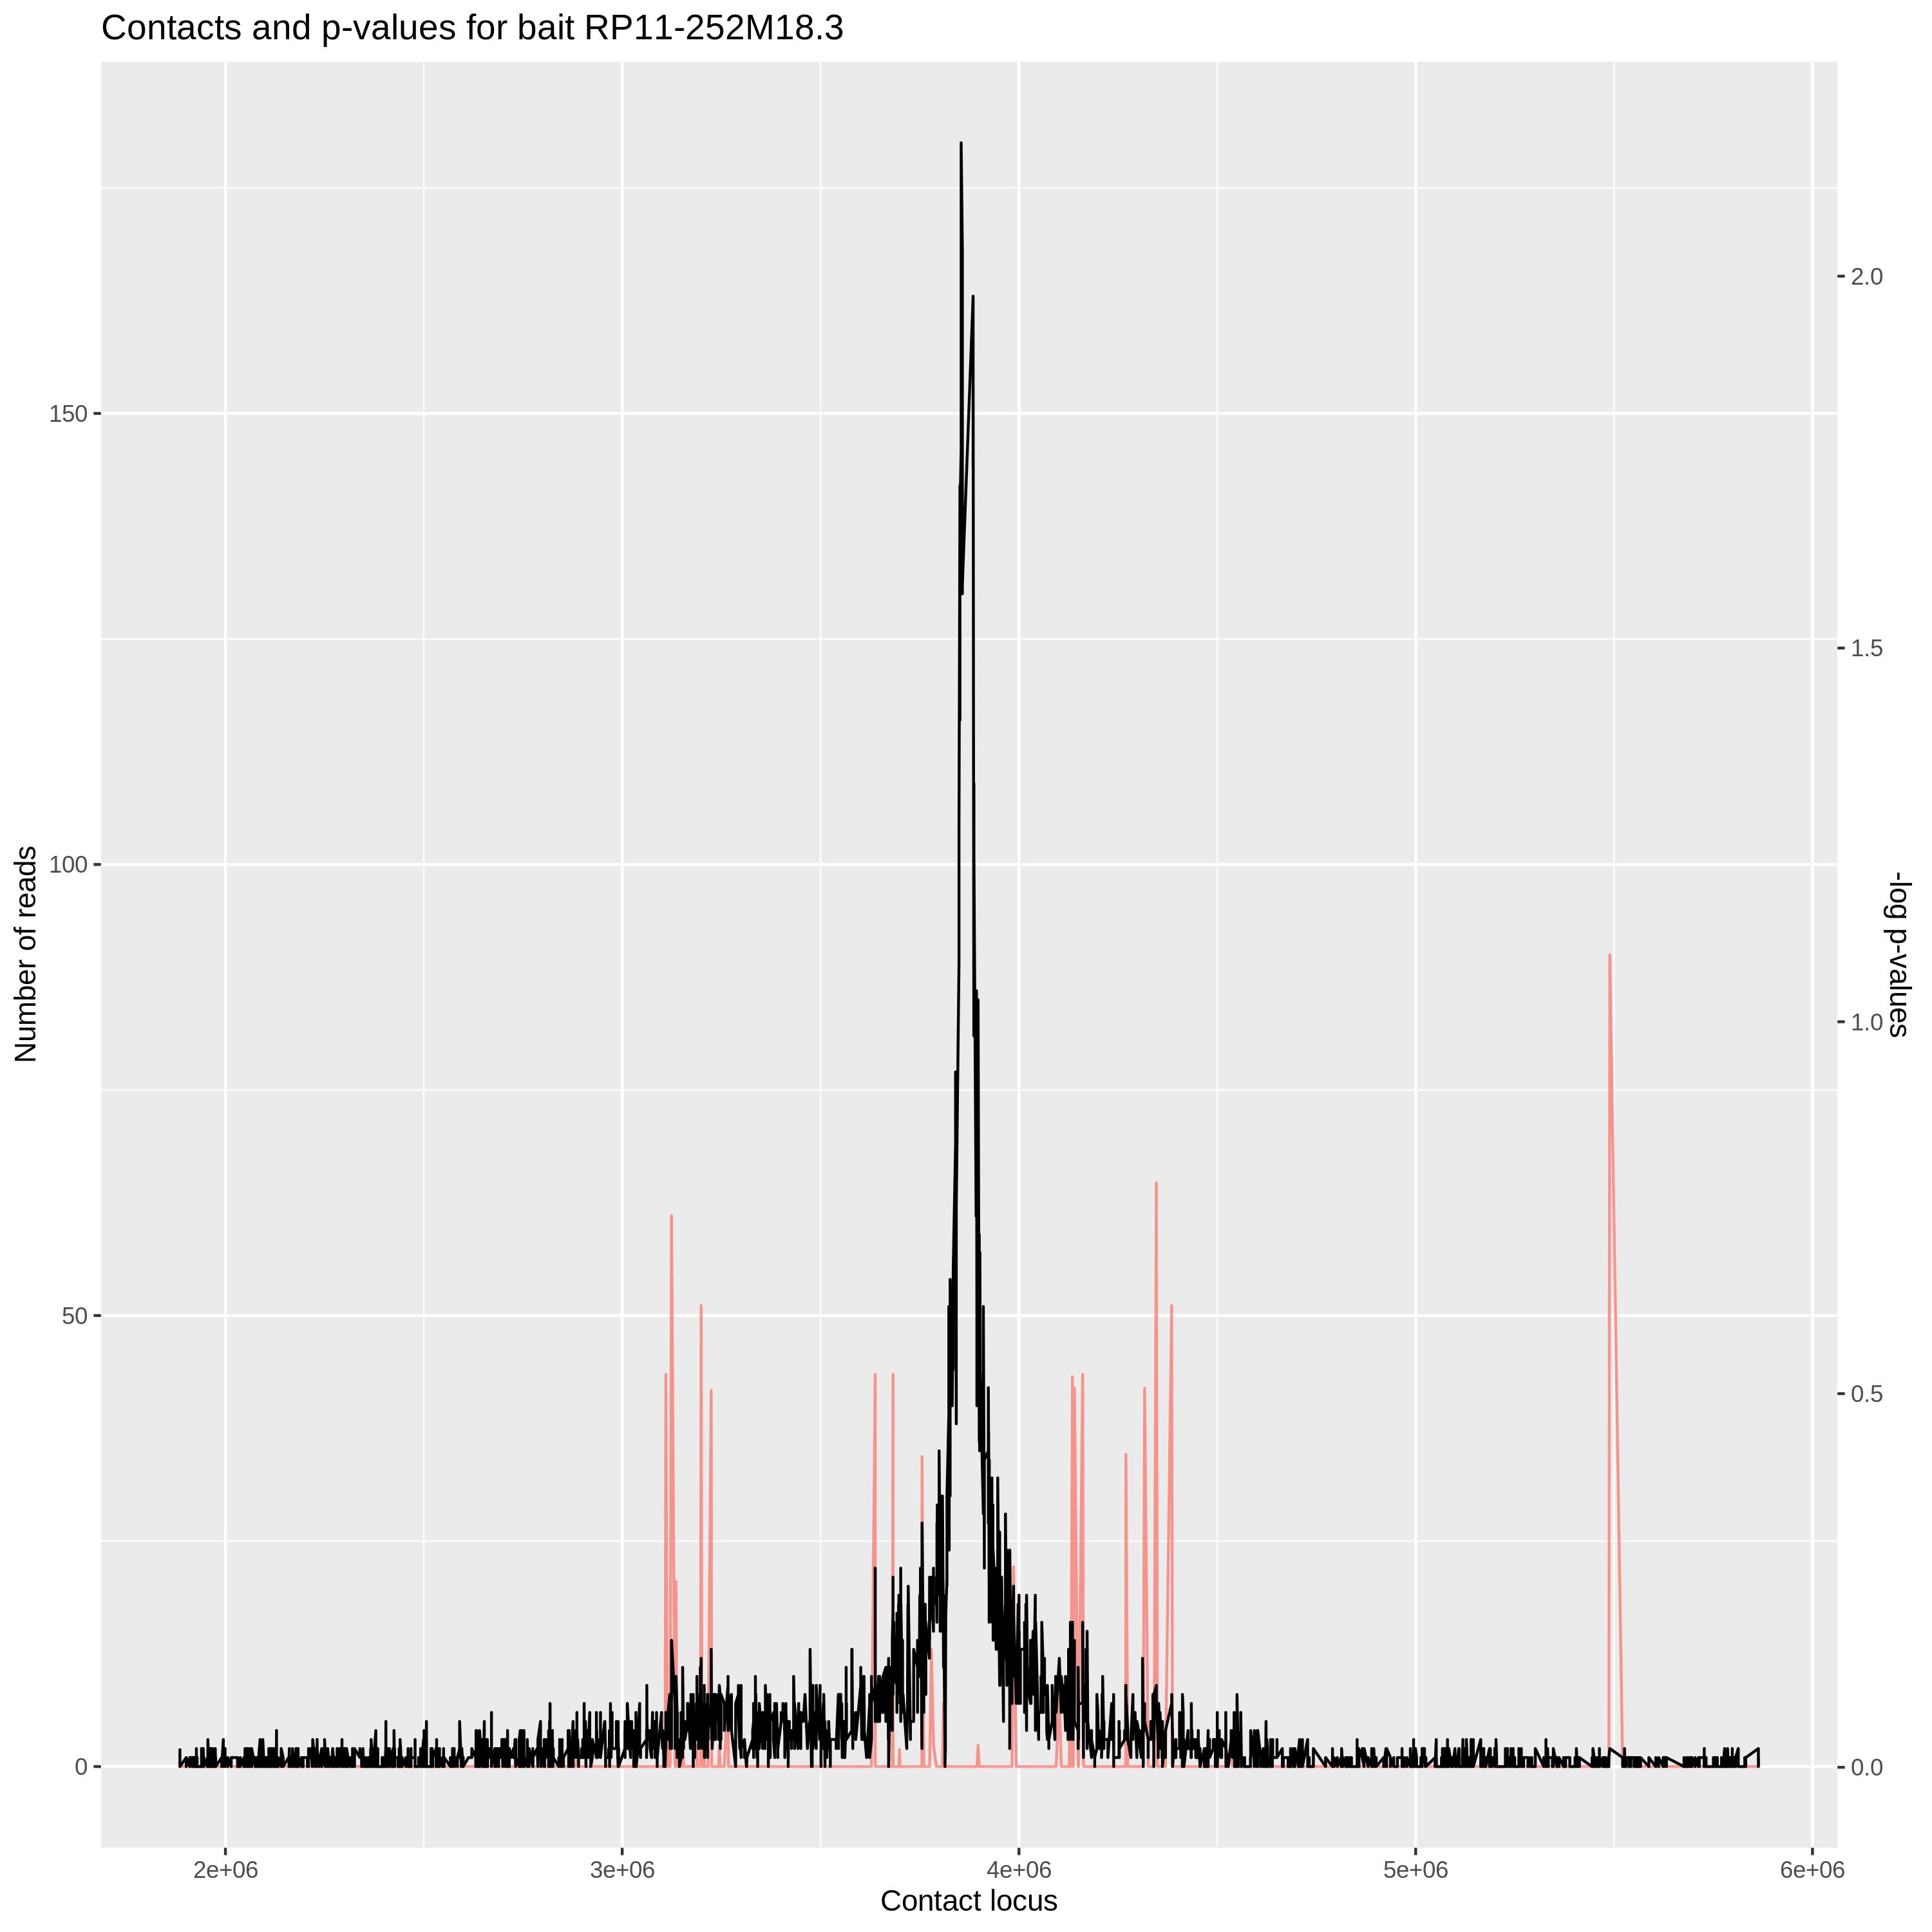 Contacts and p-values for bait RP11-252M18.3
Number of reads
150
100
50
0
2.0
1.5
1.0
0.5
0.0
-log p-values
2e+06
3e+06
4e+06
5e+06
6e+06
Contact locus